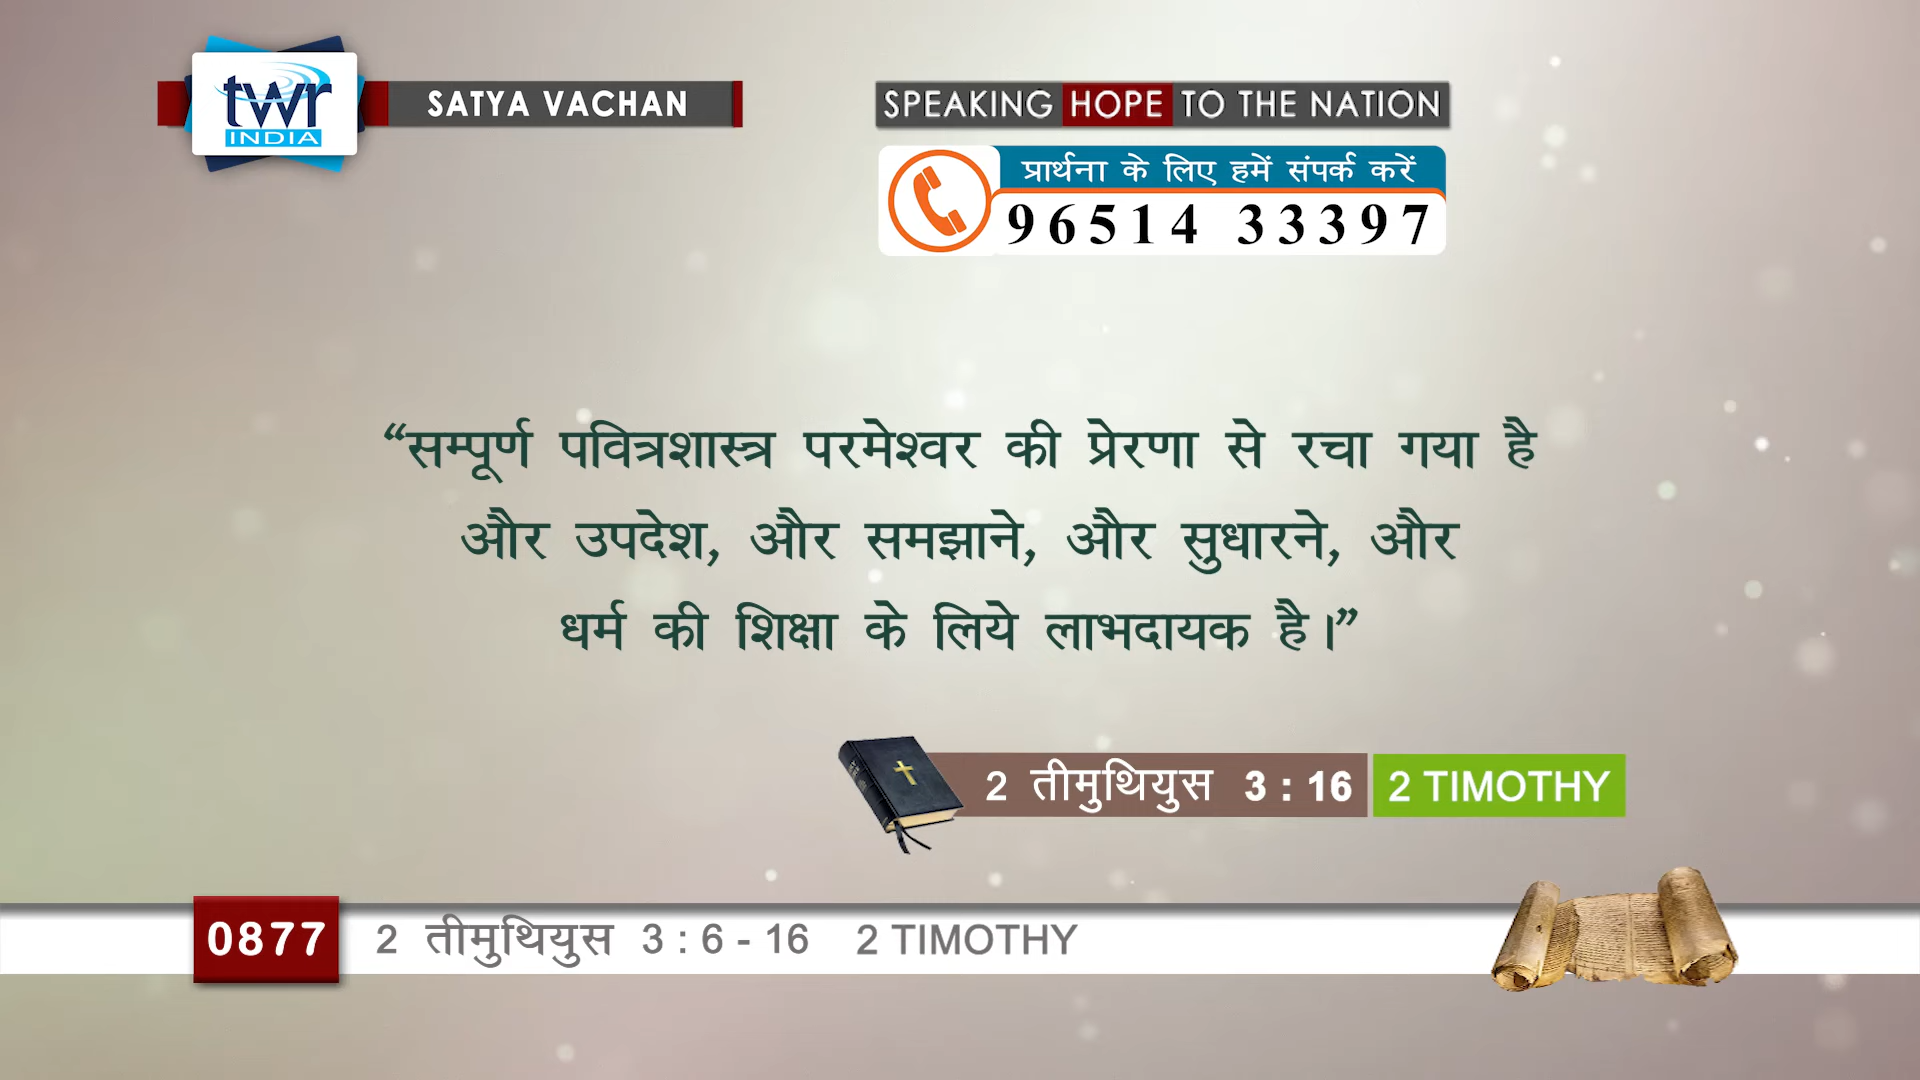 twr
INDIA
SATYA VACHAN
SPEAKING HOPE TO THE NATION
प्रार्थना के लिए हमें संपर्क करें
96514 33397
“सम्पूर्ण पवित्रशास्त्र परमेश्वर की प्रेरणा से रचा गया है
और उपदेश, और समझाने, और सुधारने, और
धर्म की शिक्षा के लिये लाभदायक है।”
2 तीमुथियुस 3 : 16 2 TIMOTHY
0877 2 तीमुथियुस 3 : 6 - 16 2 TIMOTHY